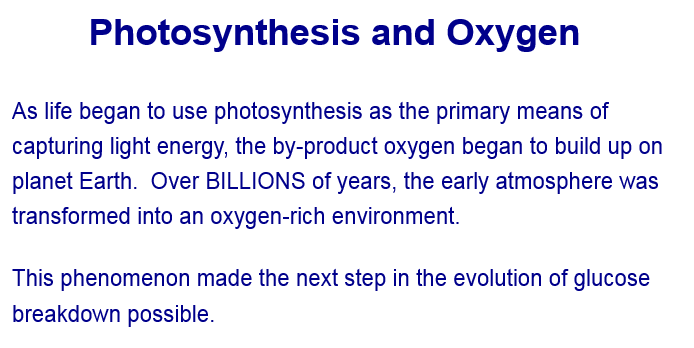 Photosynthesis and Oxygen
As life began to use photosynthesis as the primary means of
capturing light energy, the by-product oxygen began to build up on
planet Earth.  Over BILLIONS of years, the early atmosphere was
transformed into an oxygen-rich environment.
This phenomenon made the next step in the evolution of glucose
breakdown possible.